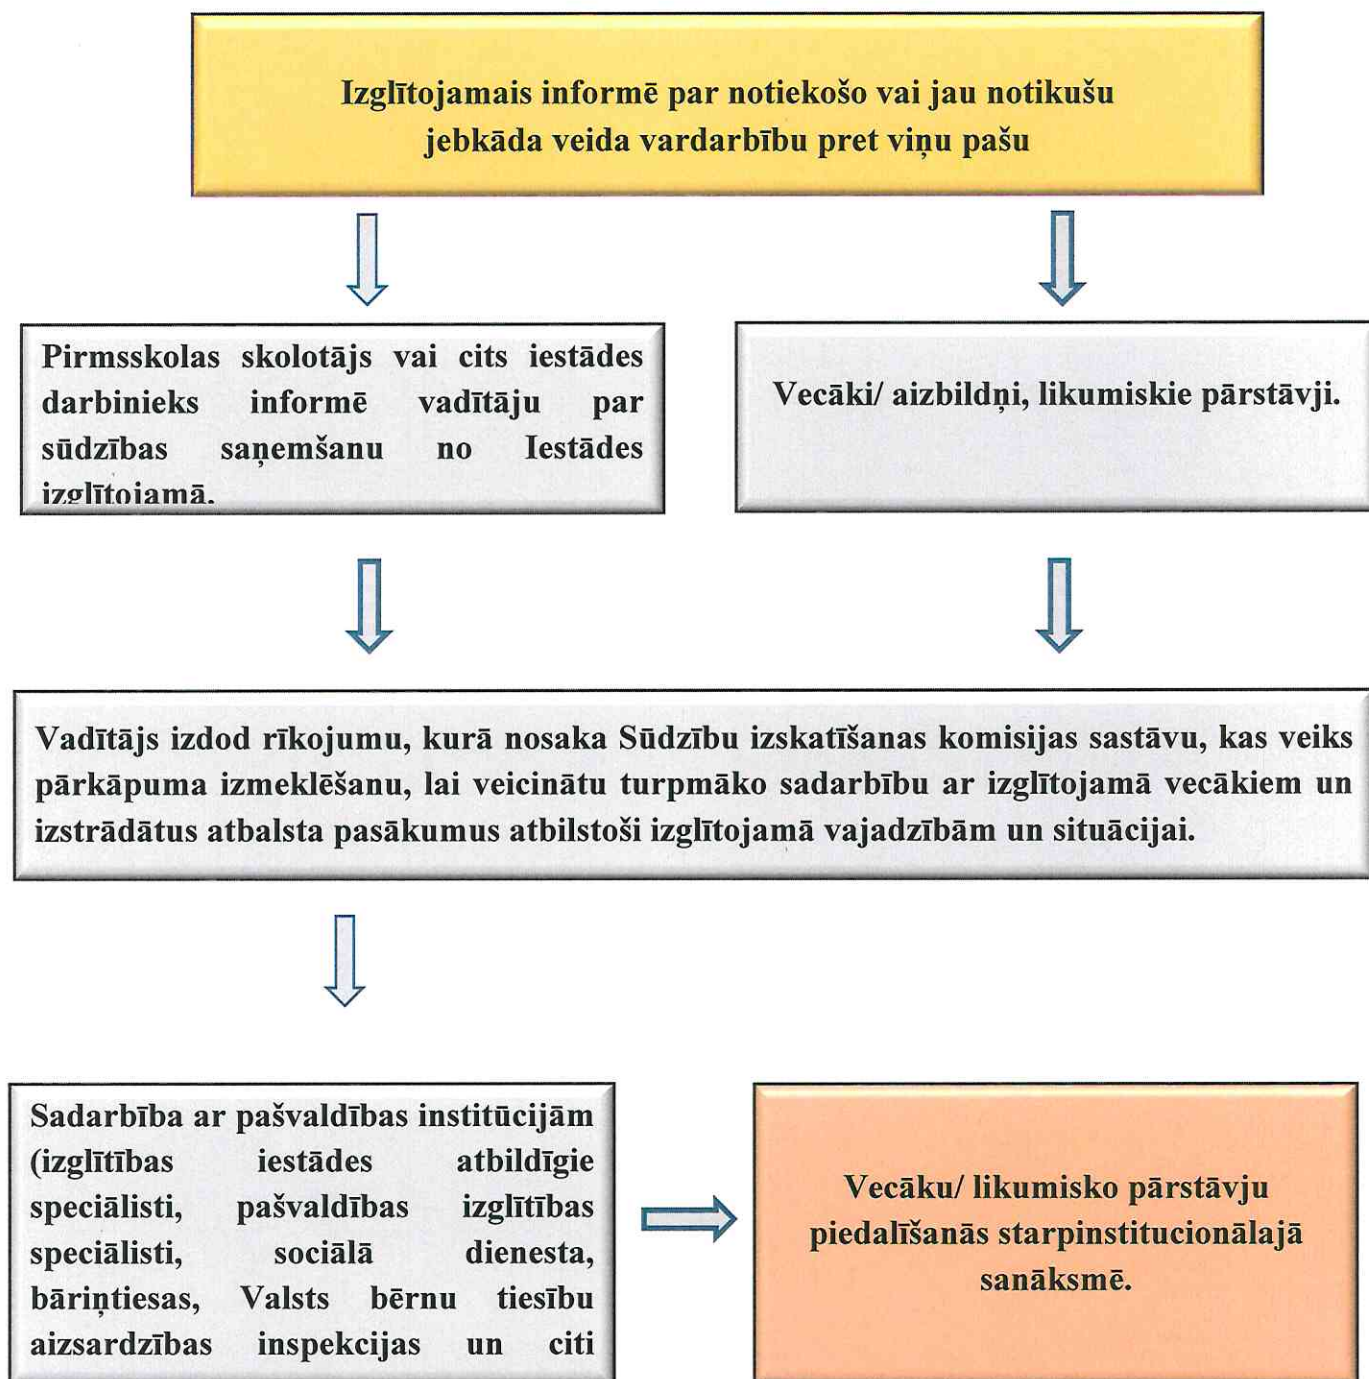 Izglītojamais informē par notiekošo vai jau notikušu
jebkāda veida vardarbību pret viņu pašu
Pirmsskolas skolotājs vai cits iestādes
darbinieks informē vadītāju par
sūdzības saņemšanu no Iestādes
izglītojamā.
Vecāki/ aizbildņi, likumiskie pārstāvji.
Vadītājs izdod rīkojumu, kurā nosaka Sūdzību izskatīšanas komisijas sastāvu, kas veiks
pārkāpuma izmeklēšanu, lai veicinātu turpmāko sadarbību ar izglītojamā vecākiem un
izstrādātus atbalsta pasākumus atbilstoši izglītojamā vajadzībām un situācijai.
Sadarbība ar pašvaldības institūcijām
(izglītības iestādes atbildīgie
speciālisti, pašvaldības izglītības
speciālisti, sociālā dienesta,
bāriņtiesas, Valsts bērnu tiesību
aizsardzības inspekcijas un citi
Vecāku/ likumisko pārstāvju
piedalīšanās starpinstitucionālajā
sanāksmē.